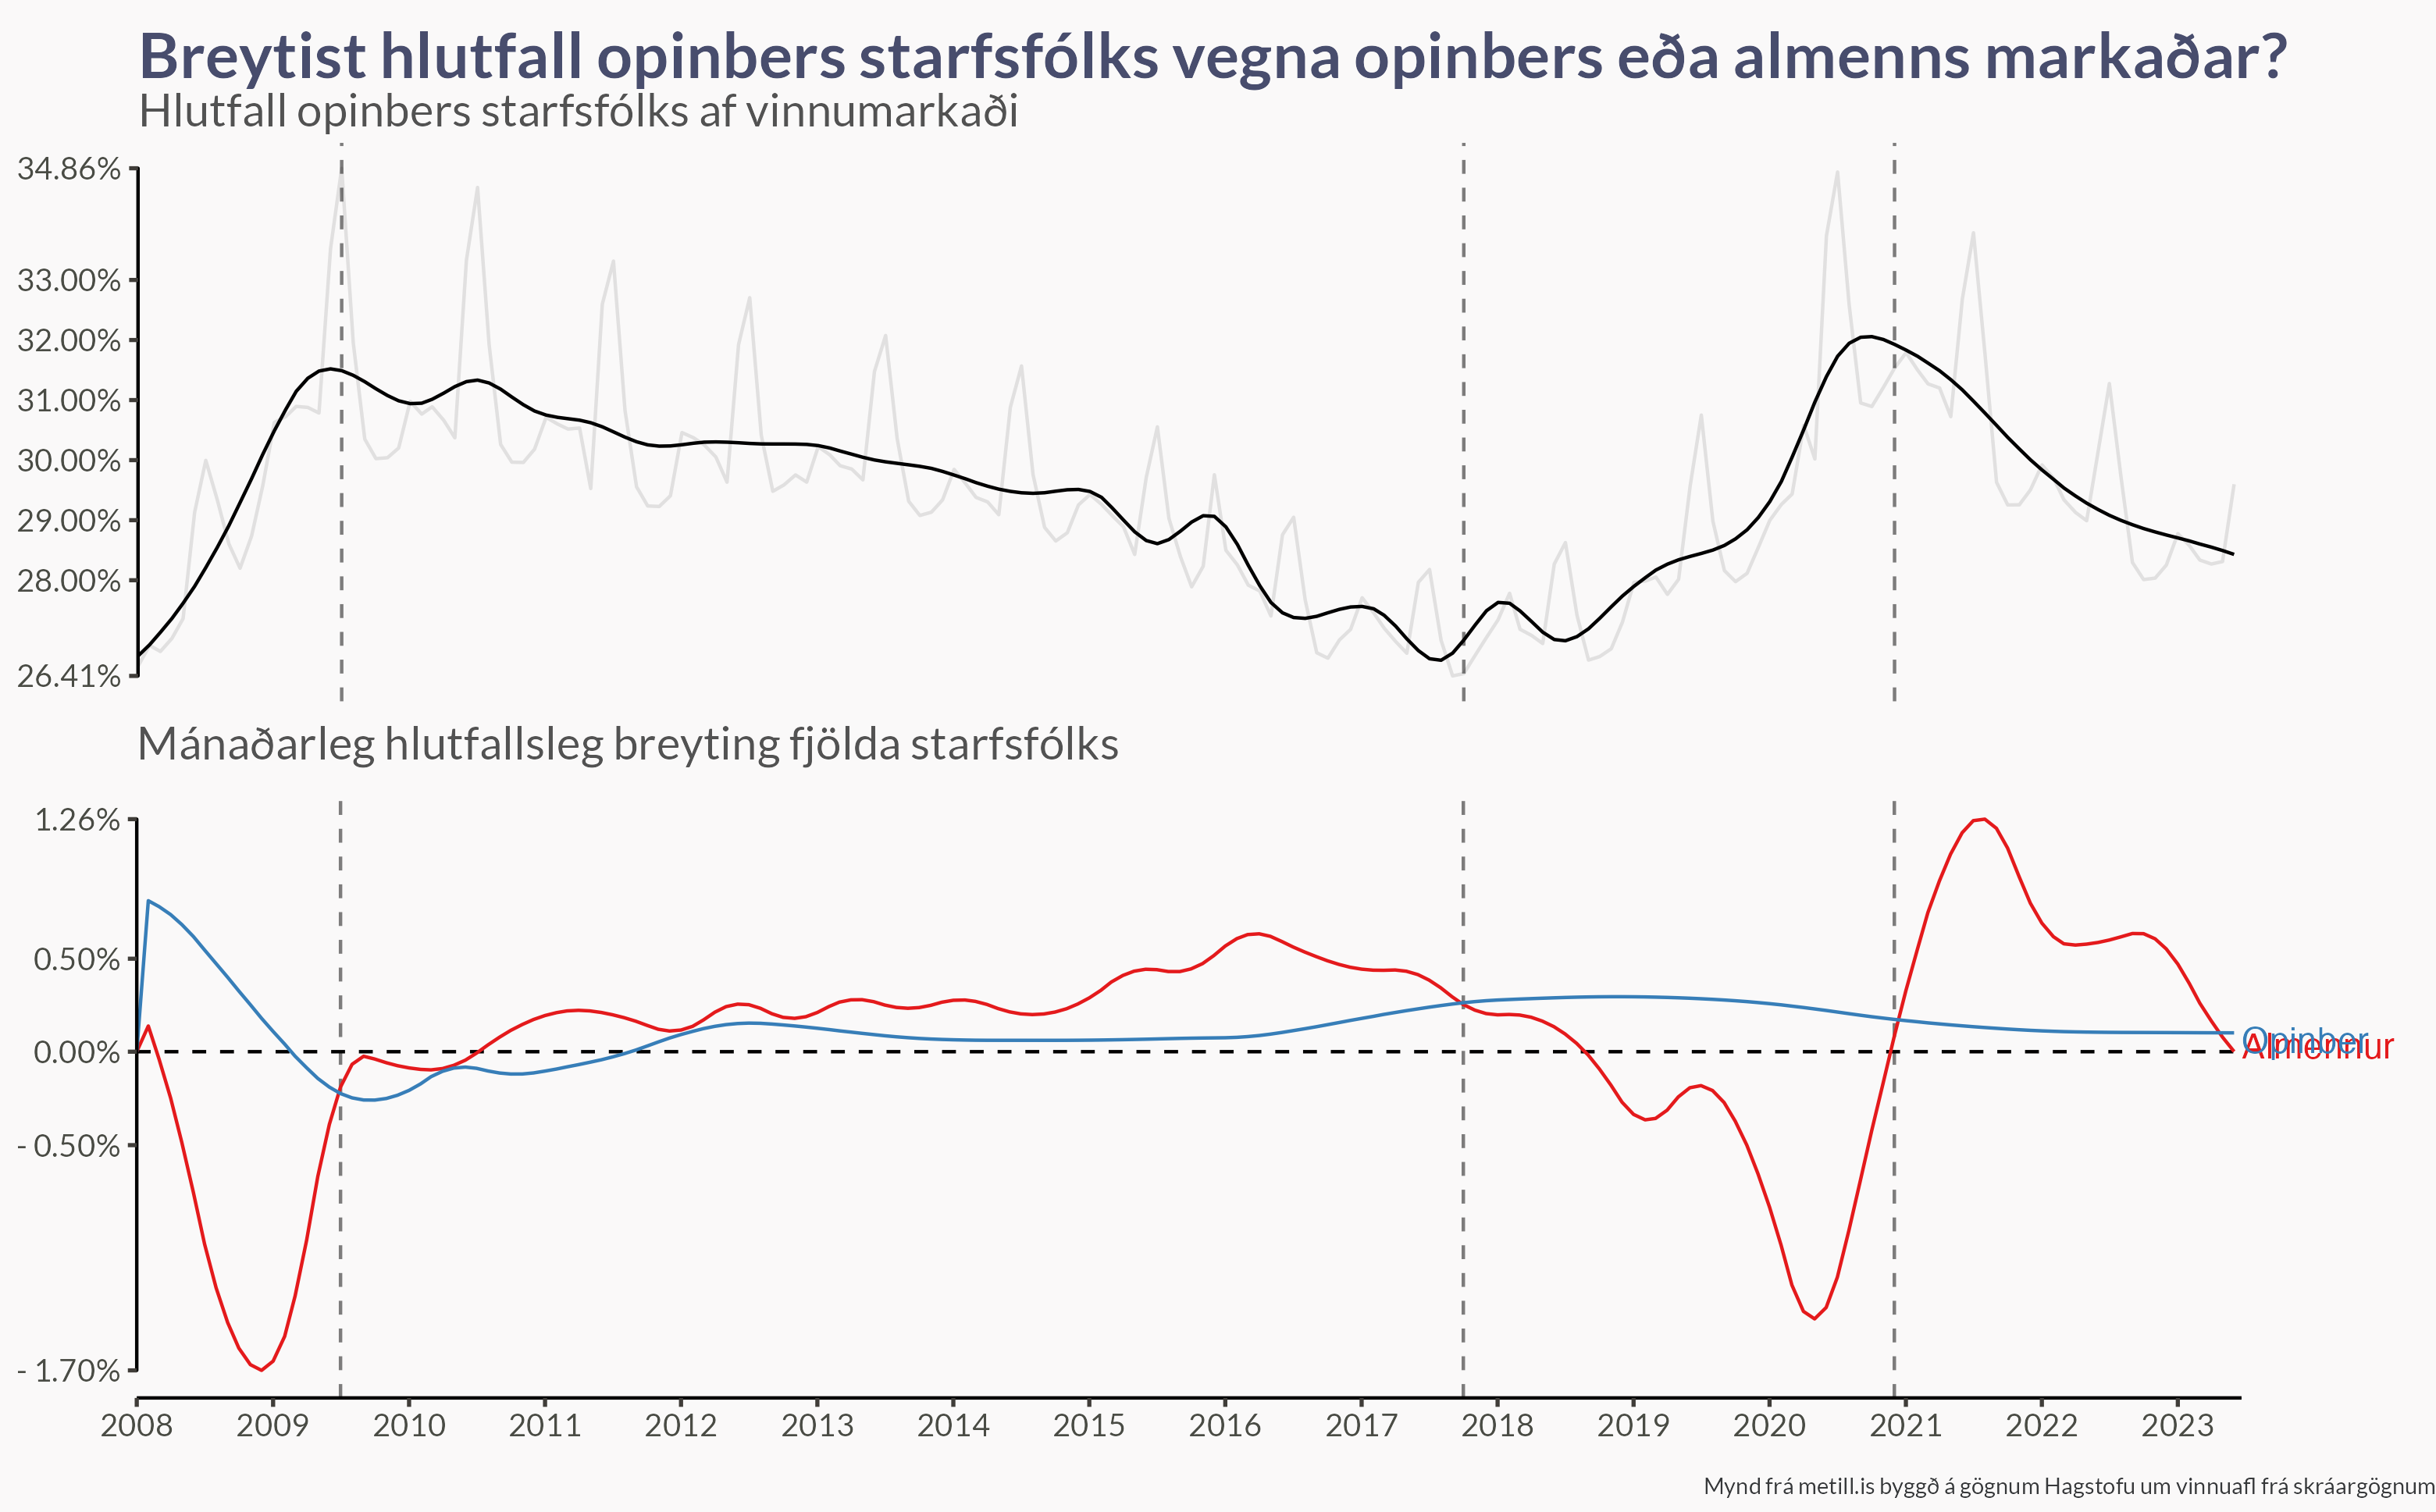 Breytist hlutfall opinbers starfsfólks vegna opinbers eða almenns markaðar?
Hlutfall opinbers starfsfólks af vinnumarkaði
34.86%
33.00%
32.00%
31.00%
30.00%
29.00%
28.00%
26.41%
Mánaðarleg hlutfallsleg breyting fjölda starfsfólks
1.26%
0.50%
0.00%
- 0.50%
- 1.70%
Opinber
Almennur
2008 2009 2010 2011 2012 2013 2014 2015 2016 2017 2018 2019 2020 2021 2022 2023
Mynd frá metill.is byggð á gögnum Hagstofu um vinnuafl frá skráargögnum